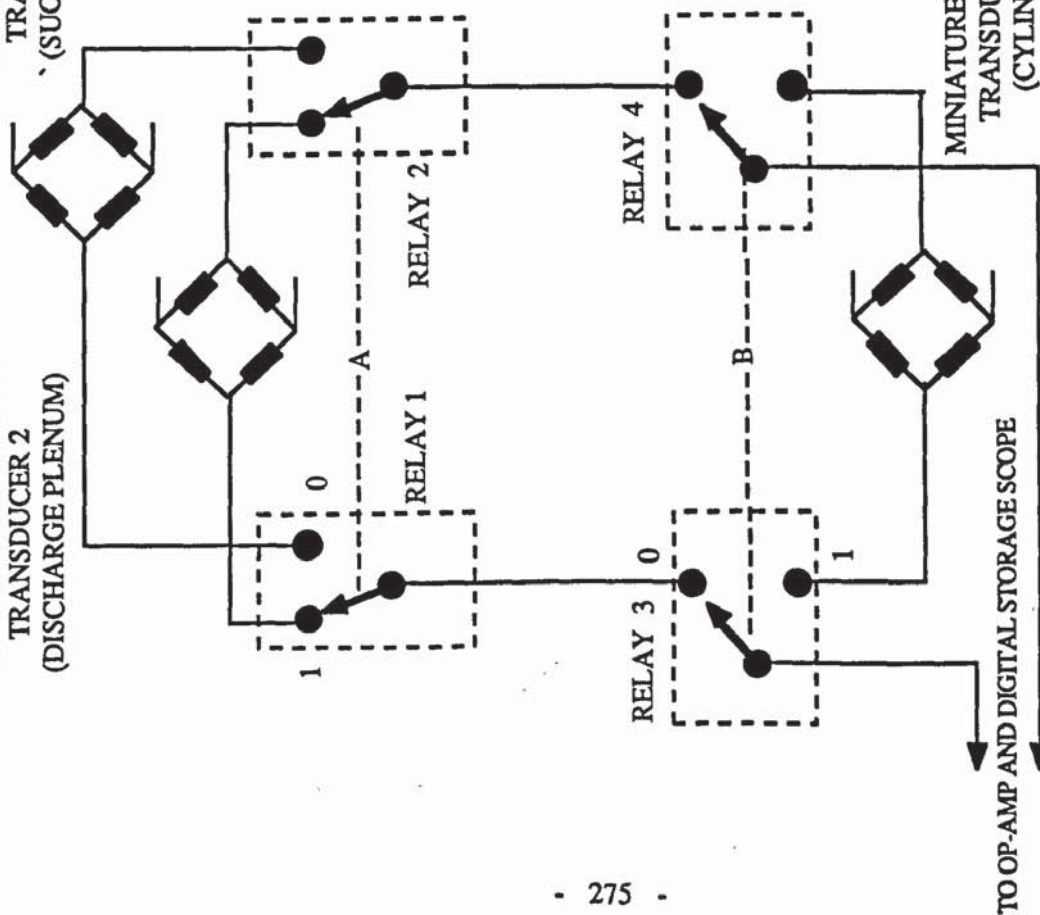 TRANSDUCER 2
(DISCHARGE PLENUM)
(SUC
1
0
RELAY 1
A
RELAY 2
RELAY 3
0
1
B
RELAY 4
MINIATURE
(CYLIN
TO OP-AMP AND DIGITAL STORAGE SCOPE
- 275 -